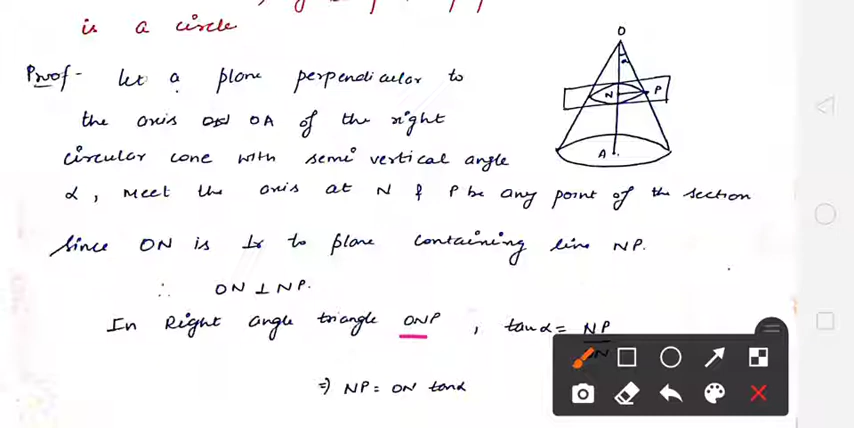 is a circle
Proof - let a plane perpendicular to
the axis OA of the right
circular cone with semi vertical angle
α, meet the axis at N & P be any point of the section
Since ON is ⊥r to plane containing line NP.
∴ ON ⊥ NP.
In Right angle triangle ONP, tanα = NP
N
⇒ NP = ON tanα
O
α
N
P
A